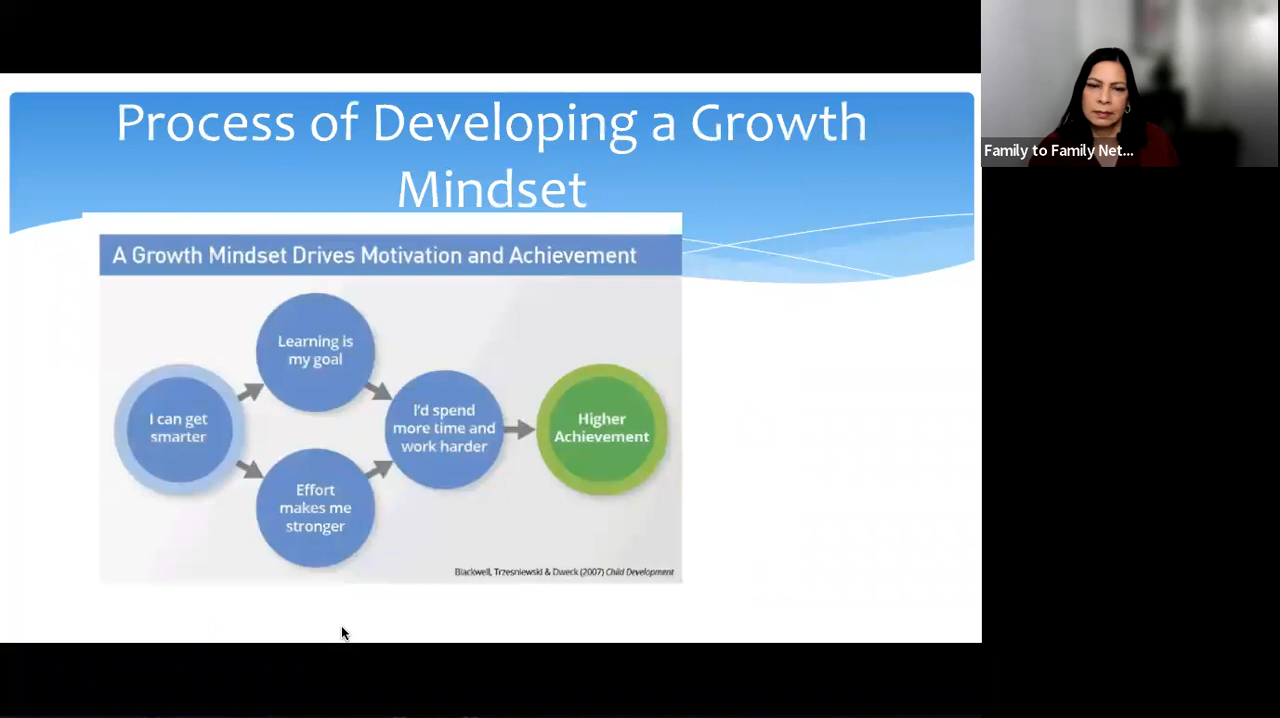 Process of Developing a Growth
Mindset
A Growth Mindset Drives Motivation and Achievement
Learning is
my goal
I can get
smarter
I'd spend
more time and
work harder
Higher
Achievement
Effort
makes me
stronger
Blackwell, Trzesniewski & Dweck (2007) Child Development
Family to Family Net...